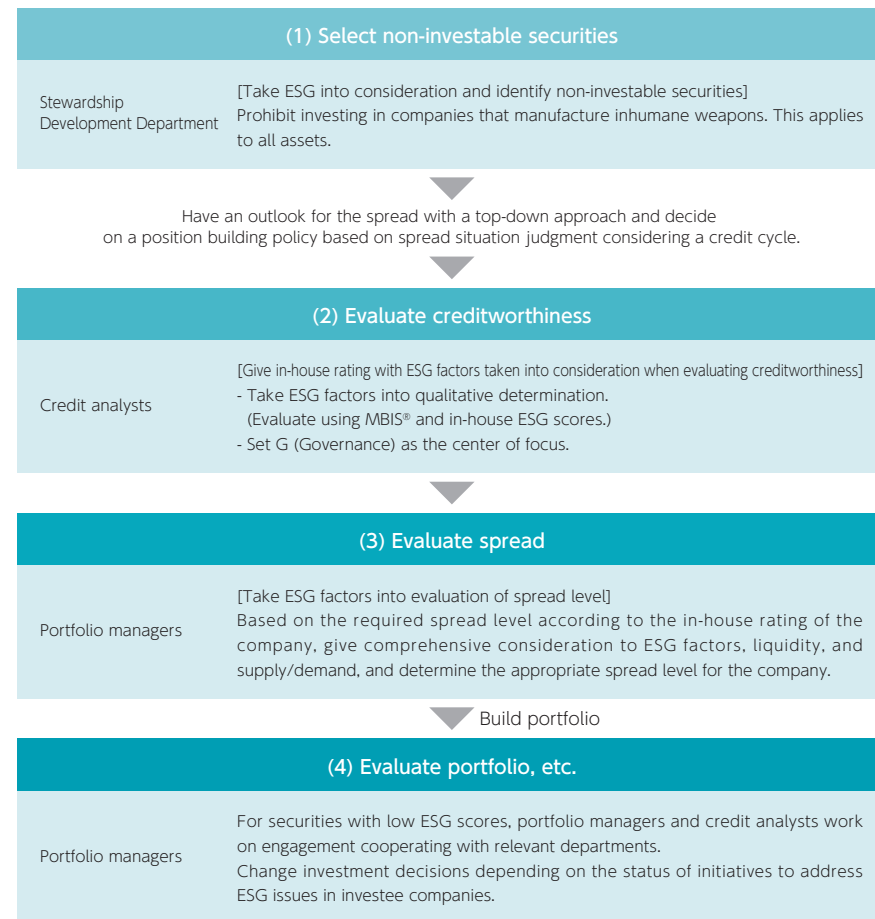 (1) Select non-investable securities
Stewardship
Development Department
[Take ESG into consideration and identify non-investable securities]
Prohibit investing in companies that manufacture inhumane weapons. This applies
to all assets.
Have an outlook for the spread with a top-down approach and decide
on a position building policy based on spread situation judgment considering a credit cycle.
(2) Evaluate creditworthiness
Credit analysts
[Give in-house rating with ESG factors taken into consideration when evaluating creditworthiness]
- Take ESG factors into qualitative determination.
(Evaluate using MBIS® and in-house ESG scores.)
- Set G (Governance) as the center of focus.
(3) Evaluate spread
Portfolio managers
[Take ESG factors into evaluation of spread level]
Based on the required spread level according to the in-house rating of the
company, give comprehensive consideration to ESG factors, liquidity, and
supply/demand, and determine the appropriate spread level for the company.
Build portfolio
(4) Evaluate portfolio, etc.
Portfolio managers
For securities with low ESG scores, portfolio managers and credit analysts work
on engagement cooperating with relevant departments.
Change investment decisions depending on the status of initiatives to address
ESG issues in investee companies.